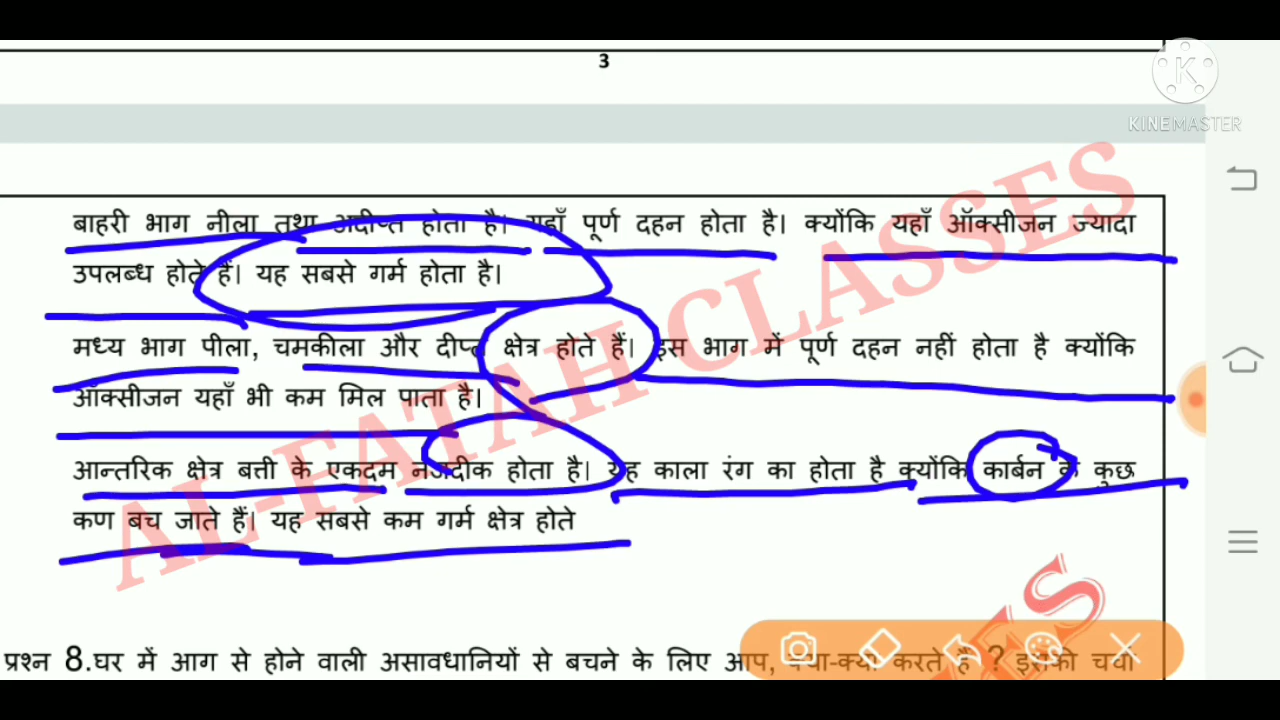 3
KINEMASTER
बाहरी भाग नीला तथा अदीप्त होता है। यहाँ पूर्ण दहन होता है। क्योंकि यहाँ ऑक्सीजन ज्यादा
उपलब्ध होते हैं। यह सबसे गर्म होता है।
मध्य भाग पीला, चमकीला और दीप्त क्षेत्र होते हैं। इस भाग में पूर्ण दहन नहीं होता है क्योंकि
ऑक्सीजन यहाँ भी कम मिल पाता है।
आन्तरिक क्षेत्र बत्ती के एकदम नजदीक होता है। यह काला रंग का होता है क्योंकि कार्बन के कुछ
कण बच जाते हैं। यह सबसे कम गर्म क्षेत्र होते
AL-FATAH CLASSES
प्रश्न 8.घर में आग से होने वाली असावधानियों से बचने के लिए आप, क्या-क्या करते हैं ? इसकी चर्चा